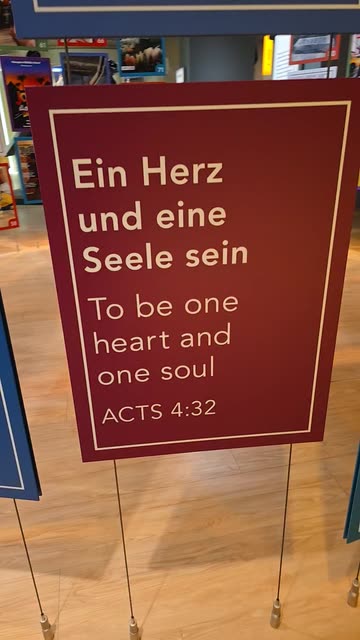 Ein Herz
und eine
Seele sein
To be one
heart and
one soul
ACTS 4:32